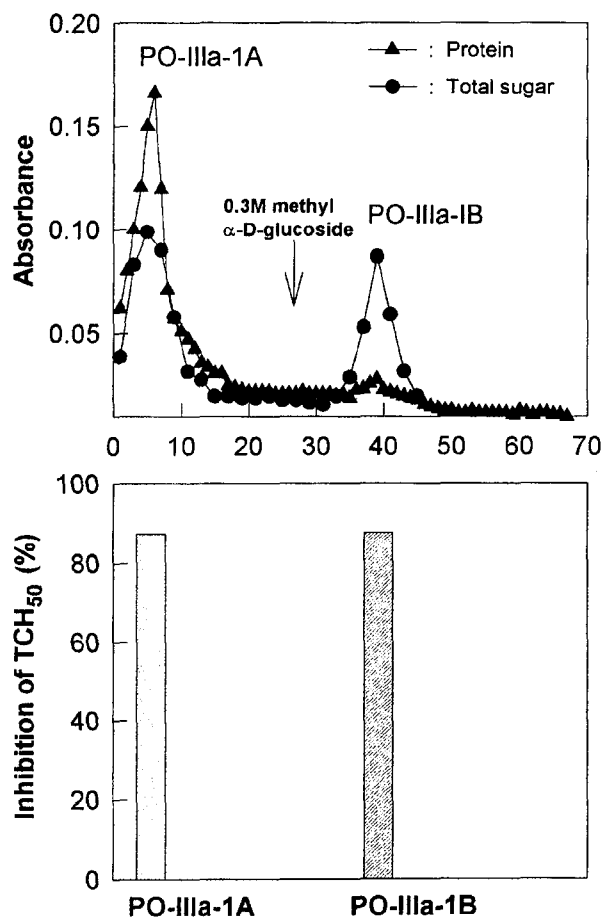 0.20
PO-IIIa-1A
▲ : Protein
● : Total sugar
0.15
Absorbance
0.10
0.3M methyl
α-D-glucoside
PO-IIIa-IB
0.05
0 10 20 30 40 50 60 70
100
80
60
40
20
0
Inhibition of TCH50 (%)
PO-IIIa-1A PO-IIIa-1B